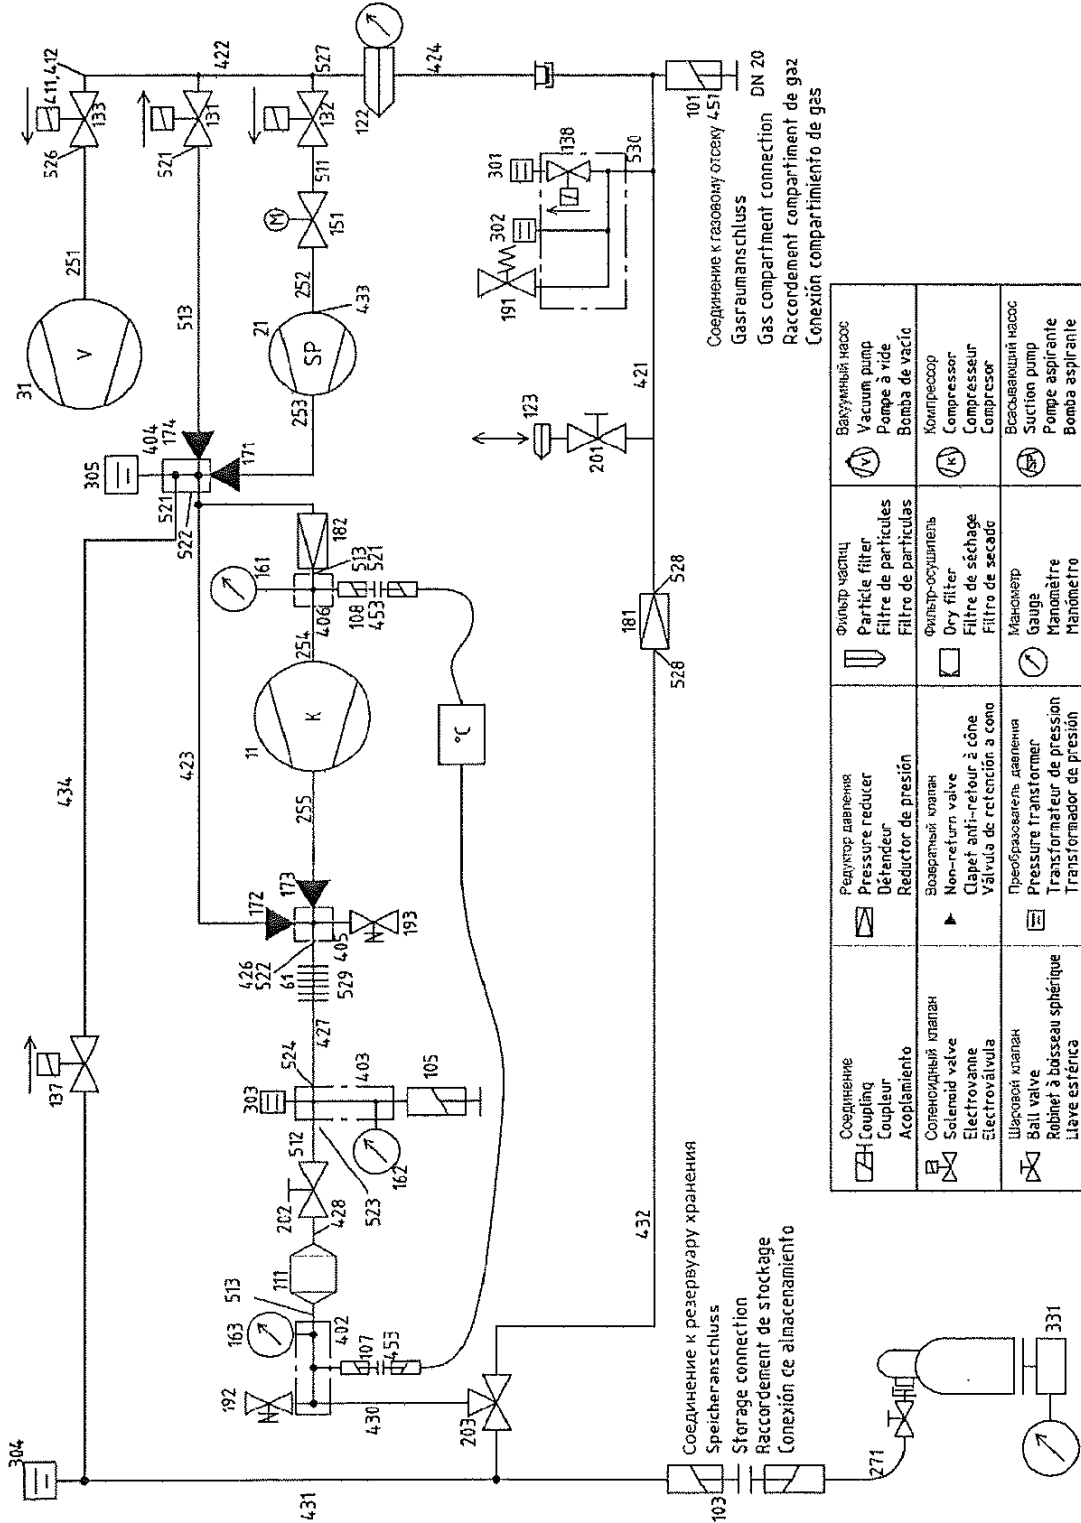 304
431
434
137
305
404
174
521
522
171
423
31
V
251
526
133
411,412
422
513
521
131
21
SP
253
433
252
M
151
511
132
527
122
424
182
513
521
161
406
108
453
254
11
K
255
173
172
193
405
426
522
61
529
427
524
403
303
105
512
162
523
202
428
111
513
163
402
107
453
192
430
203
°C
432
528
181
528
421
201
123
191
302
301
138
530
101
Соединение к газовому отсеку 451
Gasraumanschluss
Gas compartment connection DN 20
Raccordement compartiment de gaz
Conexión compartimiento de gas
Соединение к резервуару хранения
Speicheranschluss
Storage connection
Raccordement de stockage
Conexión de almacenamiento
103
271
331
Соединение
Coupling
Coupleur
Acoplamiento
Редуктор давления
Pressure reducer
Détendeur
Reductor de presión
Фильтр частиц
Particle filter
Filtre de particules
Filtro de particulas
V
Вакуумный насос
Vacuum pump
Pompe à vide
Bomba de vacío
Соленоидный клапан
Solenoid valve
Electrovanne
Electroválvula
Возвратный клапан
Non-return valve
Clapet anti-retour à cône
Válvula de retención a cono
Фильтр-осушитель
Dry filter
Filtre de séchage
Filtro de secado
K
Компрессор
Compressor
Compresseur
Compresor
Шаровой клапан
Ball valve
Robinet à boisseau sphérique
Llave esférica
Преобразователь давления
Pressure transformer
Transformateur de pression
Transformador de presión
Манометр
Gauge
Manomètre
Manómetro
SP
Всасывающий насос
Suction pump
Pompe aspirante
Bomba aspirante